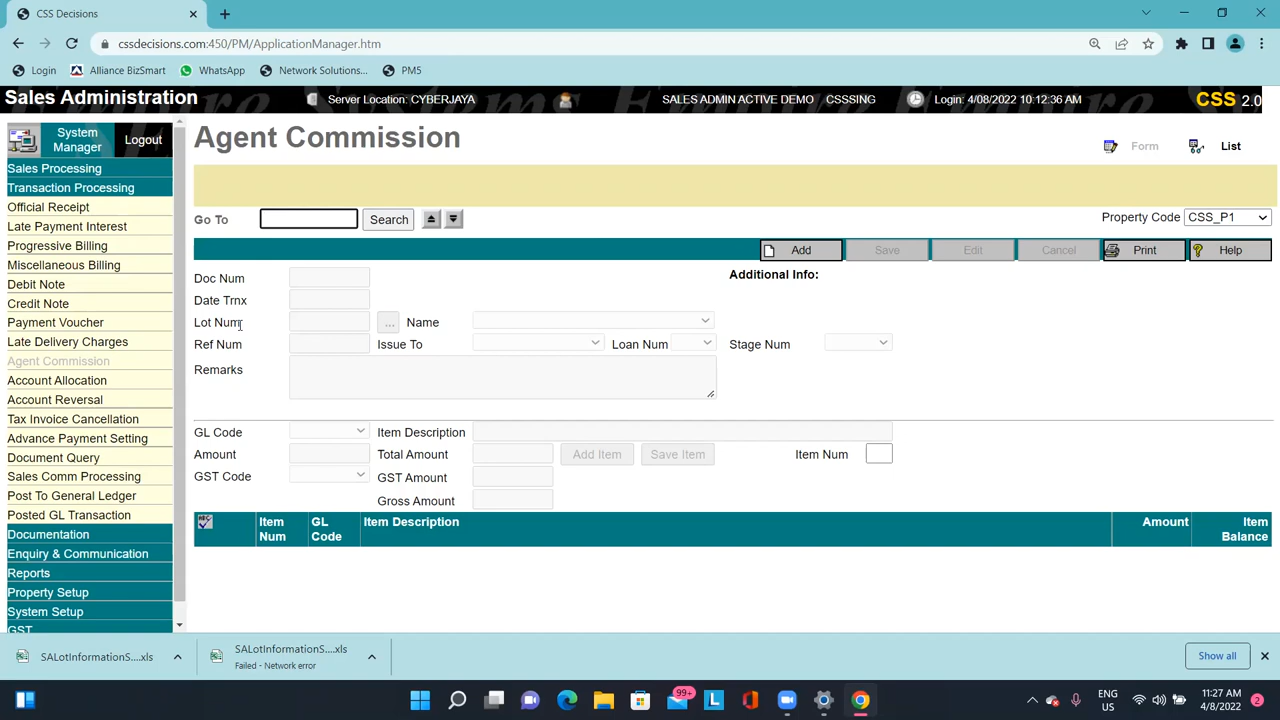 CSS Decisions
cssdecisions.com:450/PM/ApplicationManager.htm
Login
Alliance BizSmart
WhatsApp
Network Solutions...
PM5
Sales Administration
Server Location: CYBERJAYA
SALES ADMIN ACTIVE DEMO
CSSSING
Login: 4/08/2022 10:12:36 AM
CSS 2.0
System Manager
Logout
Sales Processing
Transaction Processing
Official Receipt
Late Payment Interest
Progressive Billing
Miscellaneous Billing
Debit Note
Credit Note
Payment Voucher
Late Delivery Charges
Agent Commission
Account Allocation
Account Reversal
Tax Invoice Cancellation
Advance Payment Setting
Document Query
Sales Comm Processing
Post To General Ledger
Posted GL Transaction
Documentation
Enquiry & Communication
Reports
Property Setup
System Setup
GST
Agent Commission
Form
List
Go To
Search
Property Code
CSS_P1
Add
Save
Edit
Cancel
Print
Help
Doc Num
Additional Info:
Date Trnx
Lot Num
...
Name
Ref Num
Issue To
Loan Num
Stage Num
Remarks
GL Code
Item Description
Amount
Total Amount
Add Item
Save Item
Item Num
GST Code
GST Amount
Gross Amount
Item Num
GL Code
Item Description
Amount
Item Balance
SALotInformationS....xls
SALotInformationS....xls
Failed - Network error
Show all
99+
ENG
US
11:27 AM
4/8/2022
2